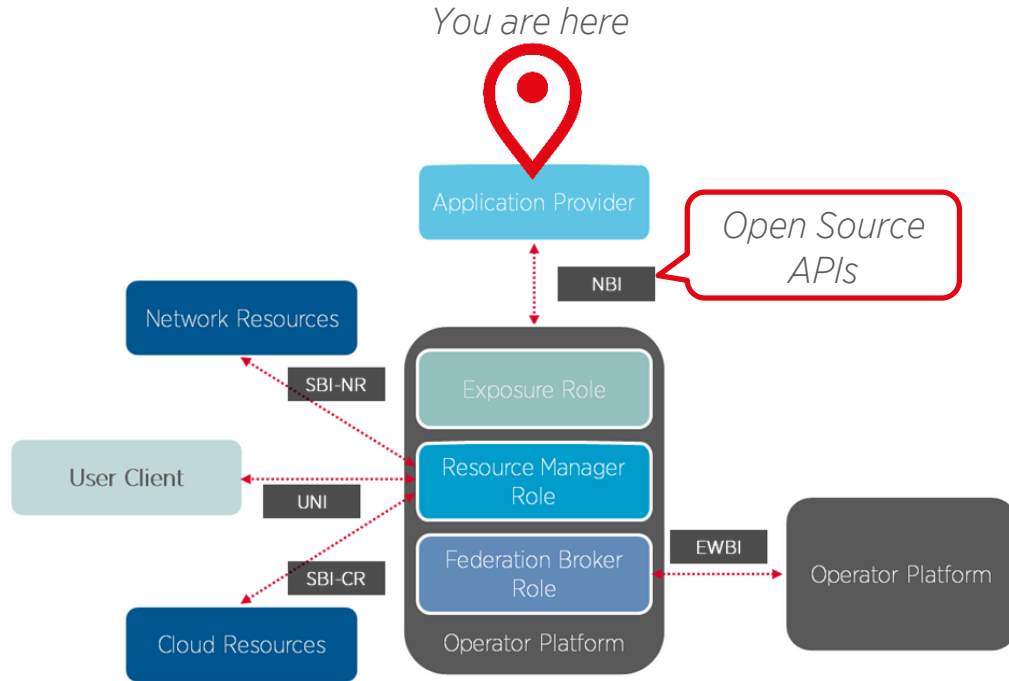 You are here
Application Provider
Open Source
APIs
NBI
Network Resources
SBI-NR
Exposure Role
User Client
UNI
Resource Manager
Role
SBI-CR
Federation Broker
Role
EWBI
Operator Platform
Cloud Resources
Operator Platform